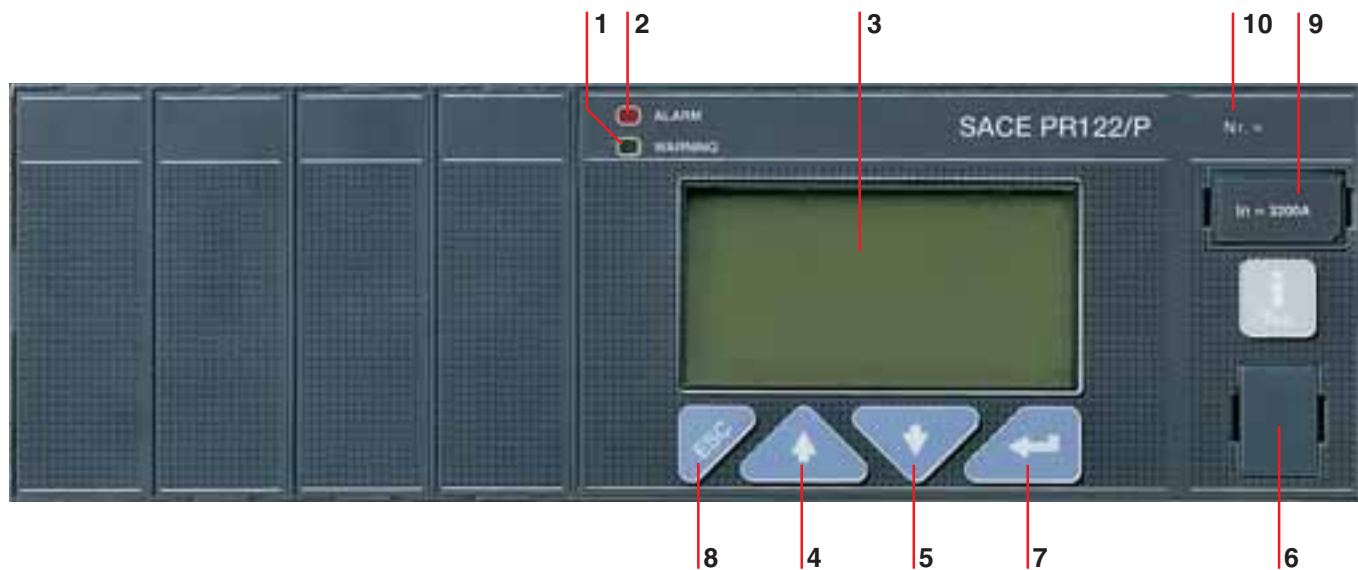 1 2 3 10 9
ALARM
WARNING
SACE PR122/P
Nr. =
In = 3200A
ESC
8 4 5 7 6